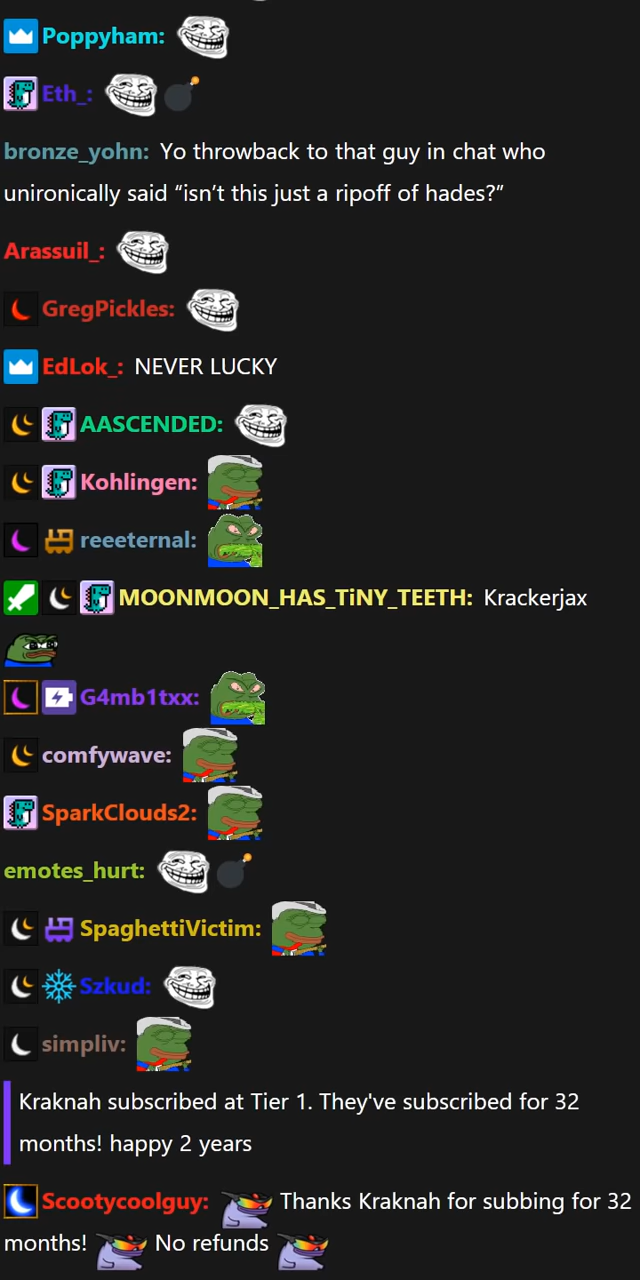 Poppyham:
Eth_:
bronze_yohn: Yo throwback to that guy in chat who
unironically said “isn’t this just a ripoff of hades?”
Arassuil_:
GregPickles:
EdLok_: NEVER LUCKY
AASCENDED:
Kohlingen:
reeeternal:
MOONMOON_HAS_TiNY_TEETH: Krackerjax
G4mb1txx:
comfywave:
SparkClouds2:
emotes_hurt:
SpaghettiVictim:
Szkud:
simpliv:
Kraknah subscribed at Tier 1. They've subscribed for 32
months! happy 2 years
Scootycoolguy: Thanks Kraknah for subbing for 32
months! No refunds